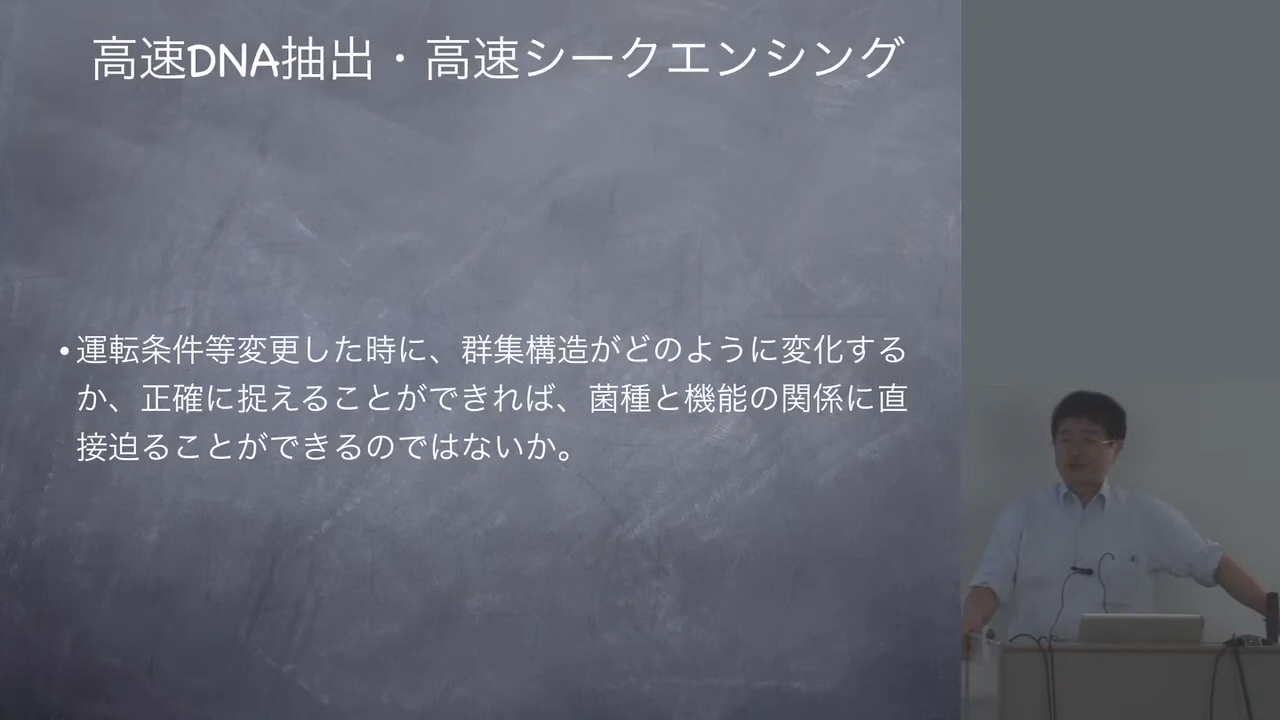 高速DNA抽出・高速シークエンシング
• 運転条件等変更した時に、群集構造がどのように変化する
か、正確に捉えることができれば、菌種と機能の関係に直
接迫ることができるのではないか。